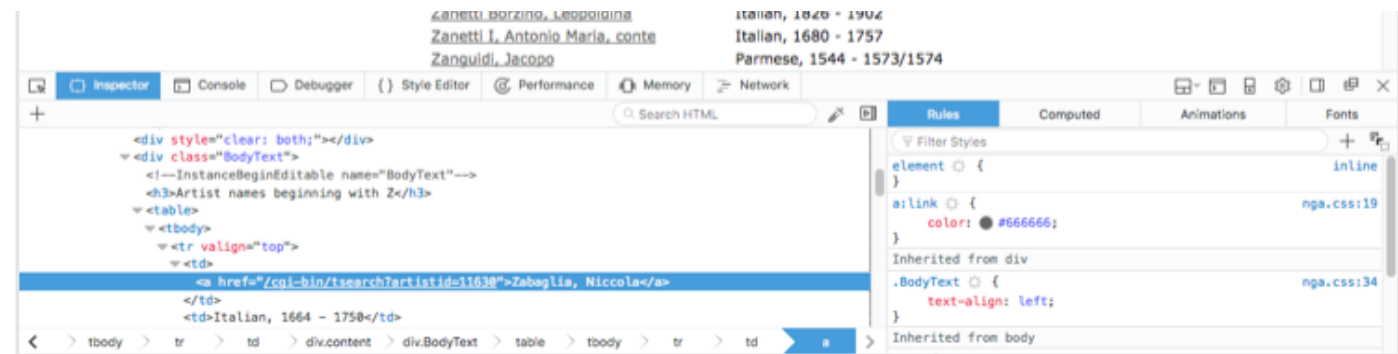 Zanetti Borzino, Leopoldina Italian, 1826 - 1902
Zanetti I, Antonio Maria, conte Italian, 1680 - 1757
Zanguidi, Jacopo Parmese, 1544 - 1573/1574
Inspector Console Debugger { } Style Editor Performance Memory Network
+ Search HTML
Rules Computed Animations Fonts
Filter Styles +
<div style="clear: both;"></div>
<div class="BodyText">
<!--InstanceBeginEditable name="BodyText"-->
<h3>Artist names beginning with Z</h3>
<table>
<tbody>
<tr valign="top">
<td>
<a href="/cgi-bin/tsearch?artistid=11630">Zabaglia, Niccola</a>
</td>
<td>Italian, 1664 - 1750</td>
tbody tr td div.content div.BodyText table tbody tr td a
element { inline
}
a:link { nga.css:19
color: #666666;
}
Inherited from div
.BodyText { nga.css:34
text-align: left;
}
Inherited from body